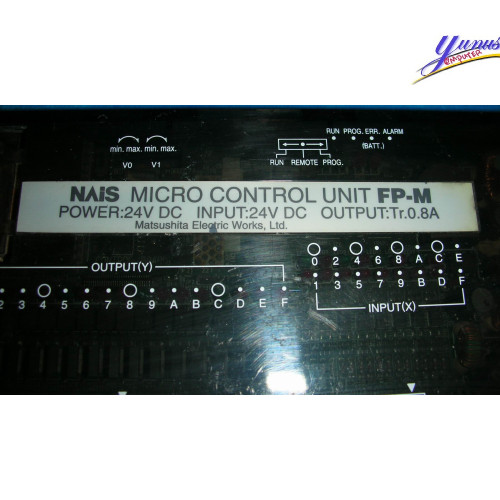 Yunus
COMPUTER
RUN PROG. ERR. ALARM
(BATT.)
min. max. min. max.
V0 V1
RUN REMOTE PROG.
NAiS MICRO CONTROL UNIT FP-M
POWER:24V DC INPUT:24V DC OUTPUT:Tr.0.8A
Matsushita Electric Works, Ltd.
OUTPUT(Y)
0 2 4 6 8 A C E
2 3 4 5 6 7 8 9 A B C D E F
1 3 5 7 9 B D F
INPUT(X)